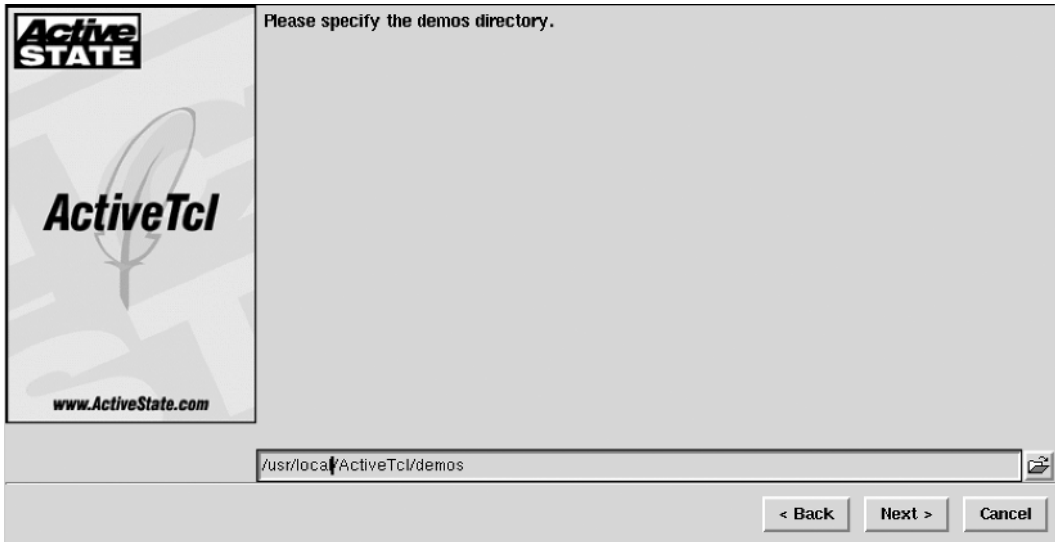 Active
STATE
Please specify the demos directory.
ActiveTcl
www.ActiveState.com
/usr/local/ActiveTcl/demos
< Back
Next >
Cancel